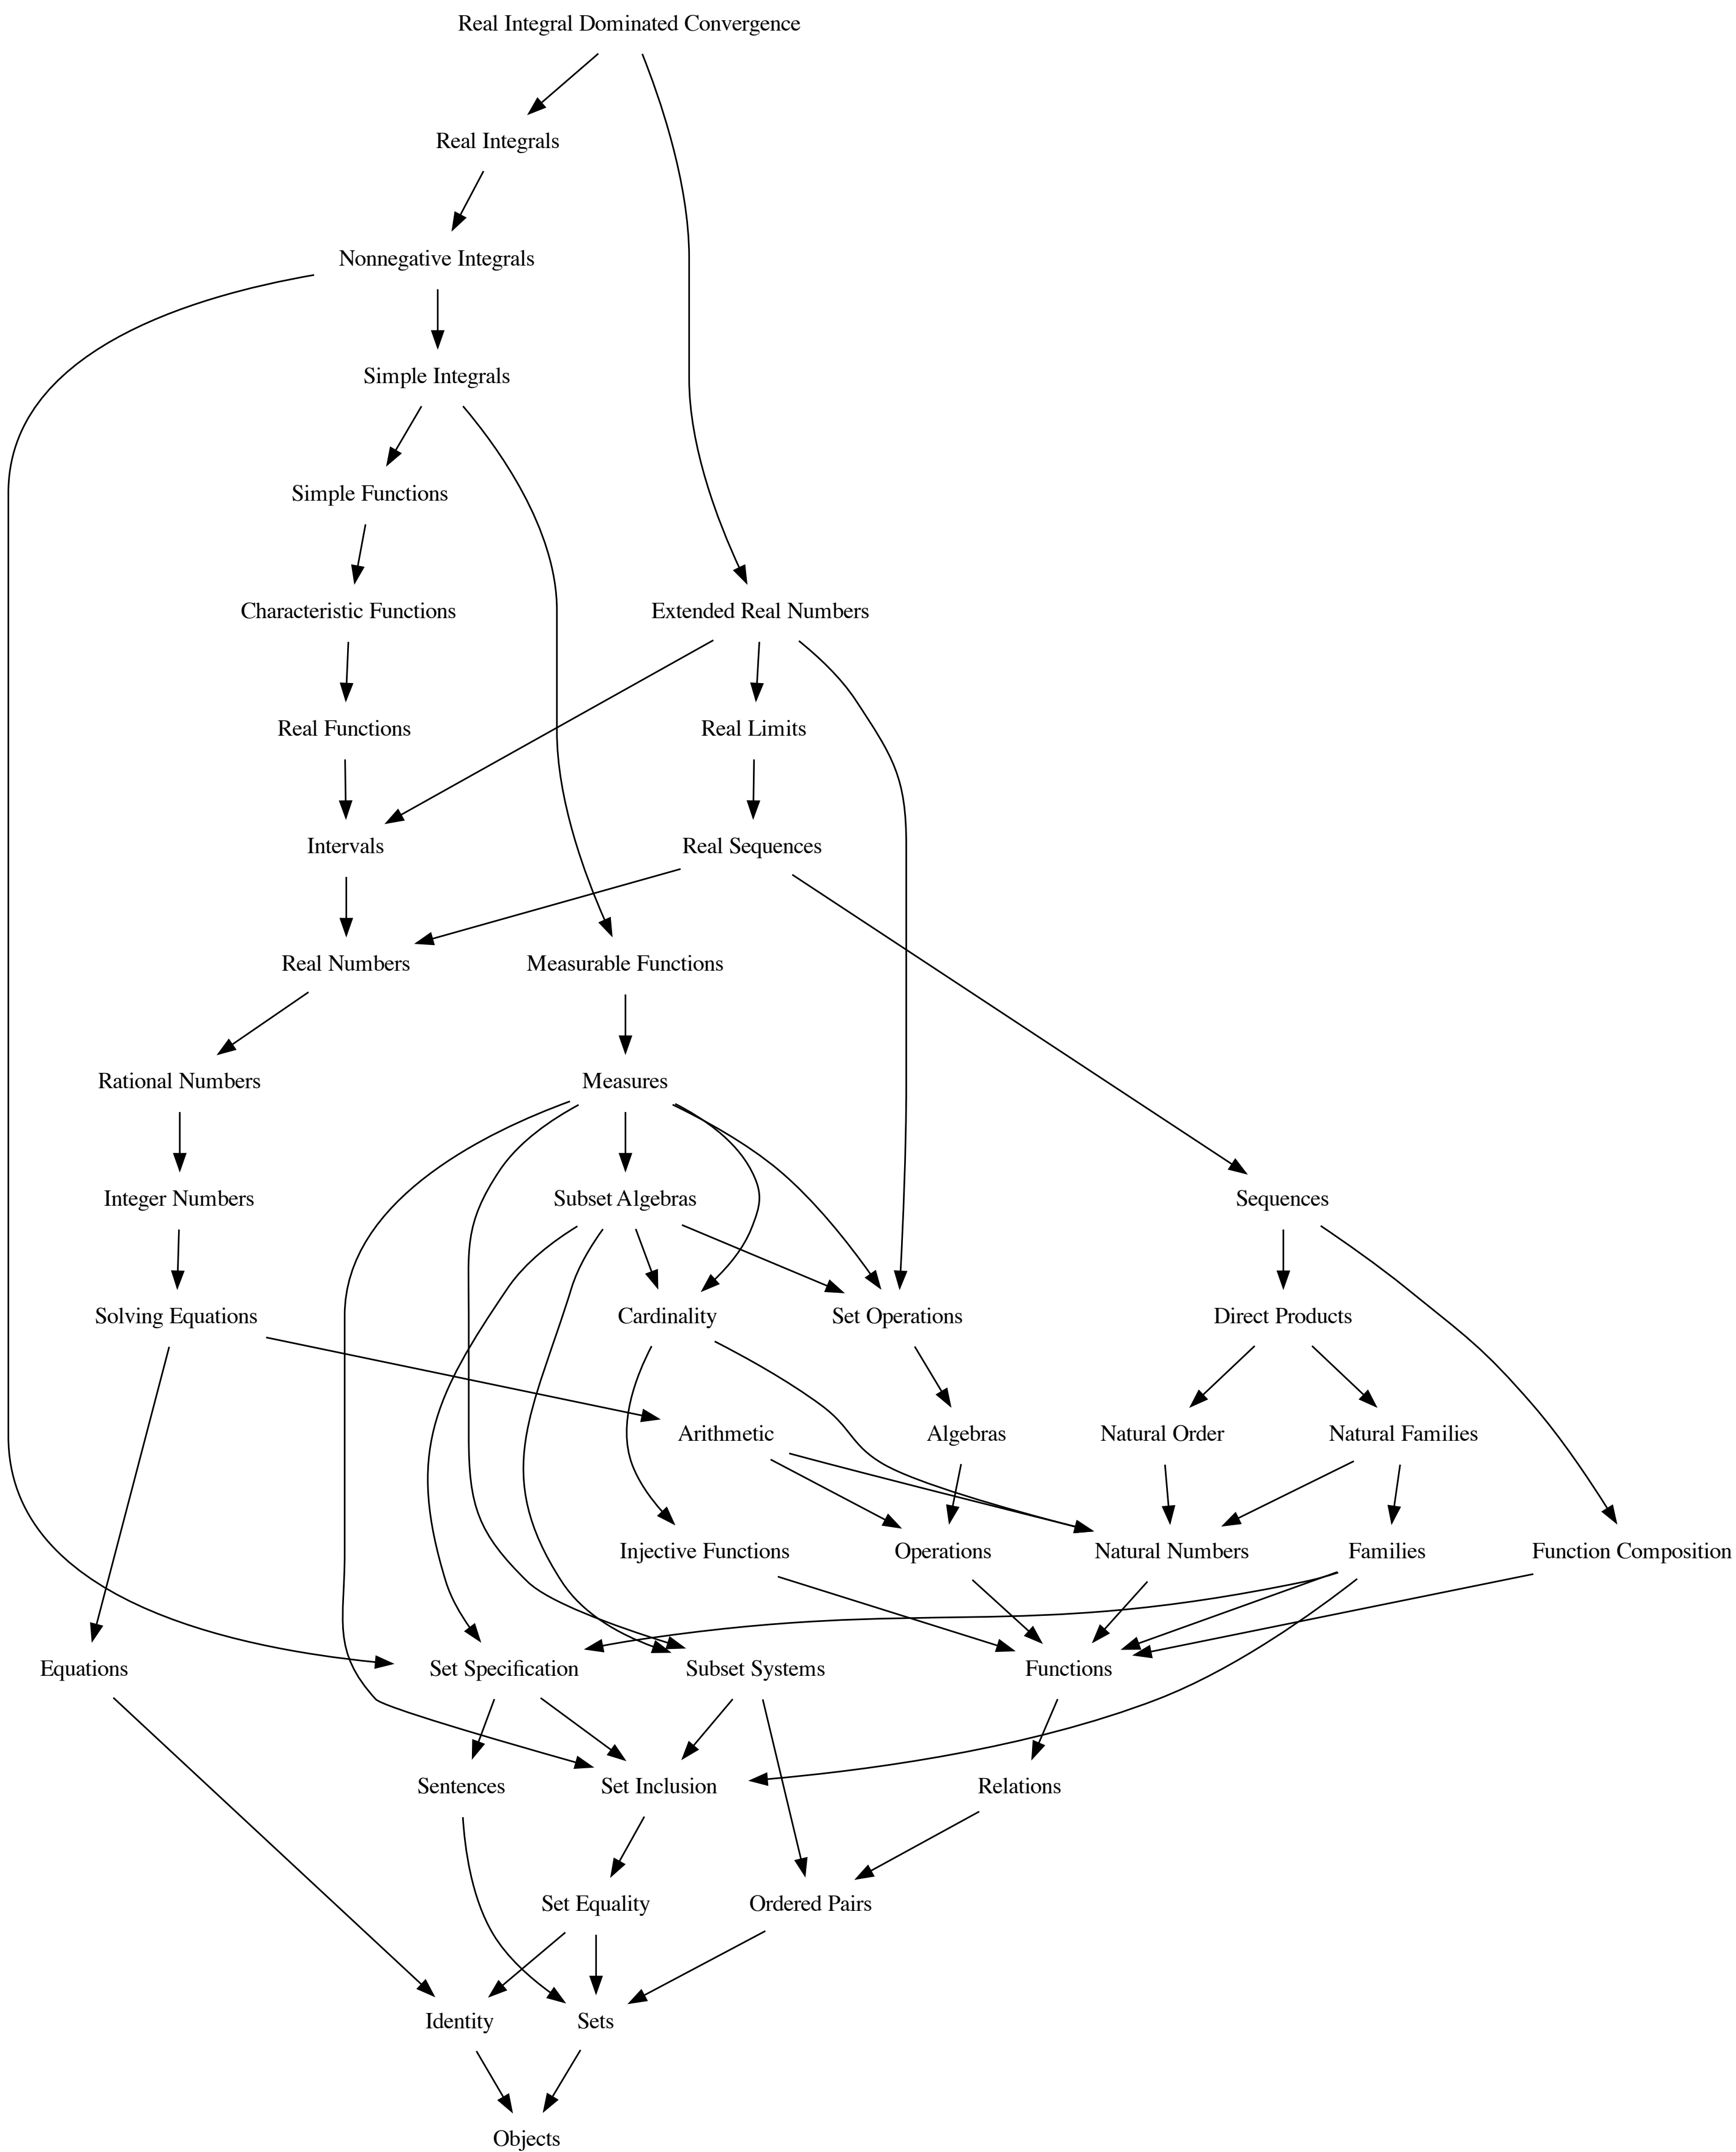 Real Integral Dominated Convergence
Real Integrals
Nonnegative Integrals
Simple Integrals
Simple Functions
Characteristic Functions
Extended Real Numbers
Real Functions
Real Limits
Intervals
Real Sequences
Real Numbers
Measurable Functions
Rational Numbers
Measures
Integer Numbers
Subset Algebras
Sequences
Solving Equations
Cardinality
Set Operations
Direct Products
Arithmetic
Algebras
Natural Order
Natural Families
Injective Functions
Operations
Natural Numbers
Families
Function Composition
Equations
Set Specification
Subset Systems
Functions
Sentences
Set Inclusion
Relations
Set Equality
Ordered Pairs
Identity
Sets
Objects